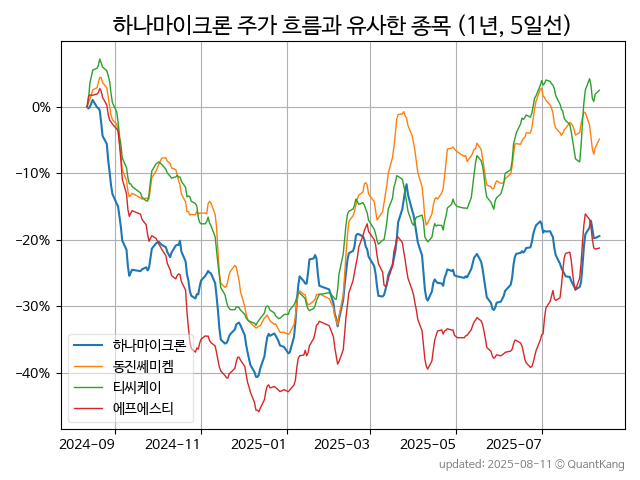 하나마이크론 주가 흐름과 유사한 종목 (1년, 5일선)
0%
−10%
−20%
−30%
−40%
하나마이크론
동진쎄미켐
티씨케이
에프에스티
2024-09
2024-11
2025-01
2025-03
2025-05
2025-07
updated: 2025-08-11 © QuantKang